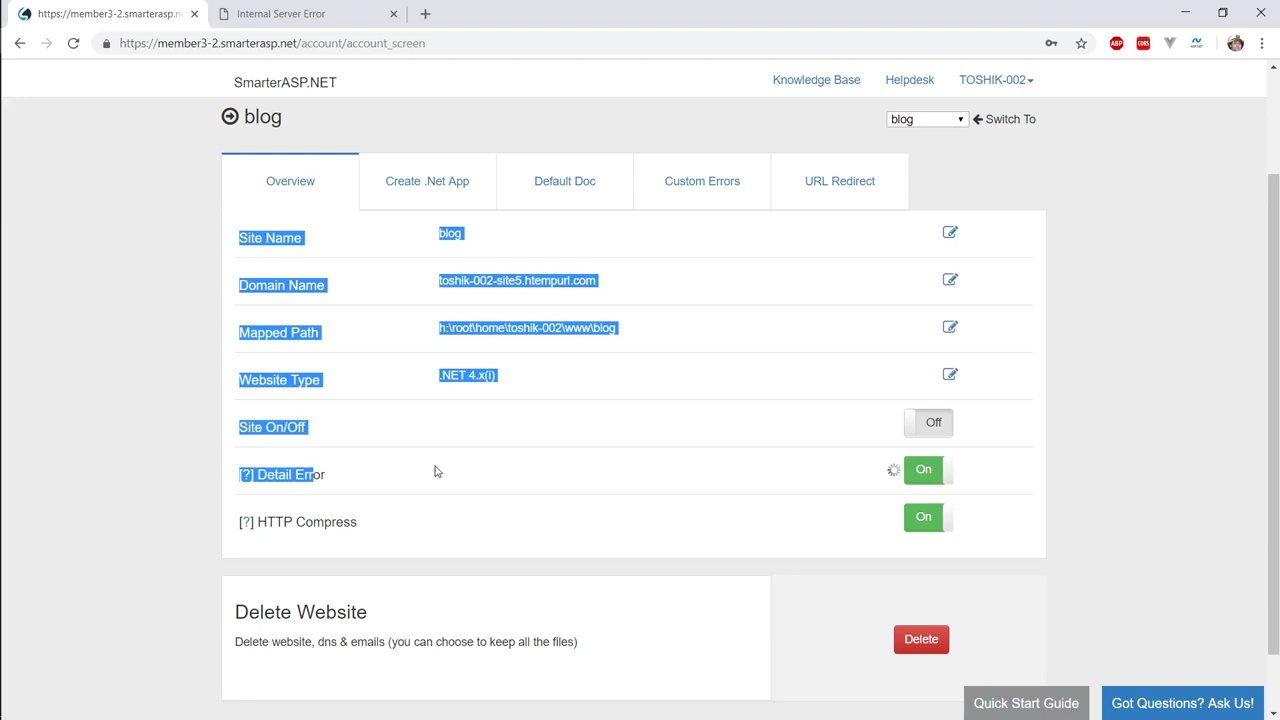 https://member3-2.smarterasp.n
Internal Server Error
https://member3-2.smarterasp.net/account/account_screen
ABP
CORS
SmarterASP.NET
Knowledge Base
Helpdesk
TOSHIK-002
blog
blog
Switch To
Overview
Create .Net App
Default Doc
Custom Errors
URL Redirect
Site Name
blog
Domain Name
toshik-002-site5.htempurl.com
Mapped Path
h:\root\home\toshik-002\www\blog
Website Type
.NET 4.x(i)
Site On/Off
Off
[?] Detail Error
On
[?] HTTP Compress
On
Delete Website
Delete website, dns & emails (you can choose to keep all the files)
Delete
Quick Start Guide
Got Questions? Ask Us!